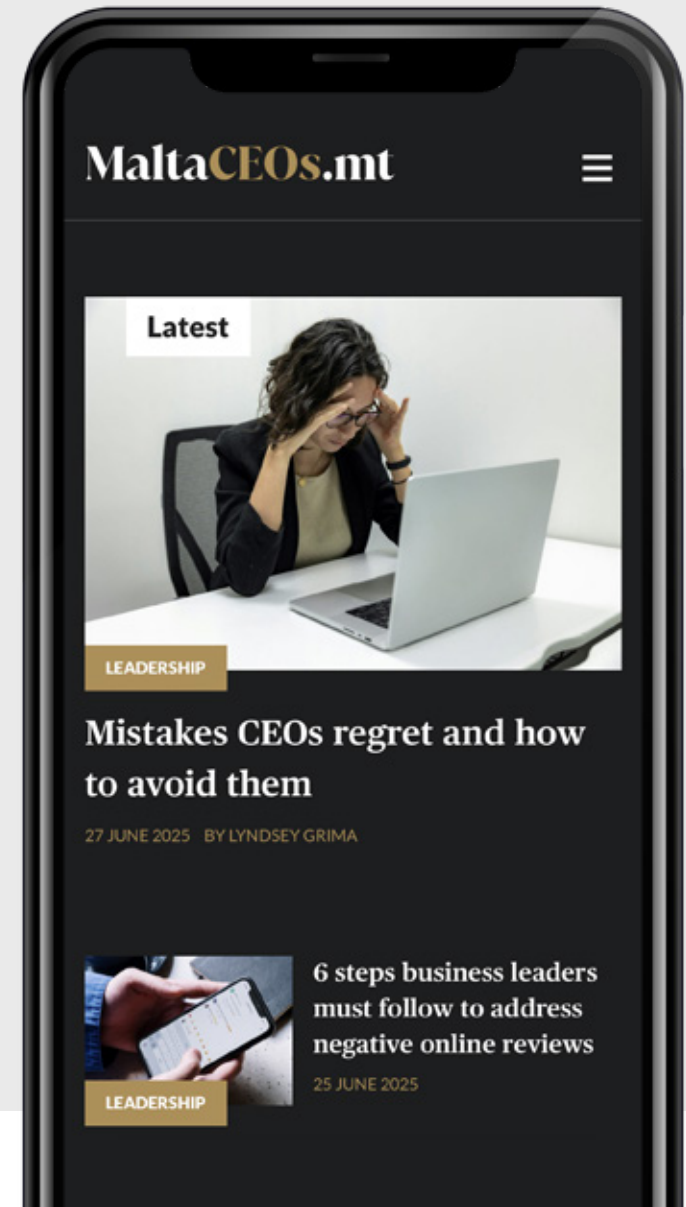 MaltaCEOs.mt
Latest
LEADERSHIP
Mistakes CEOs regret and how
to avoid them
27 JUNE 2025 BY LYNDSEY GRIMA
6 steps business leaders
must follow to address
negative online reviews
25 JUNE 2025
LEADERSHIP